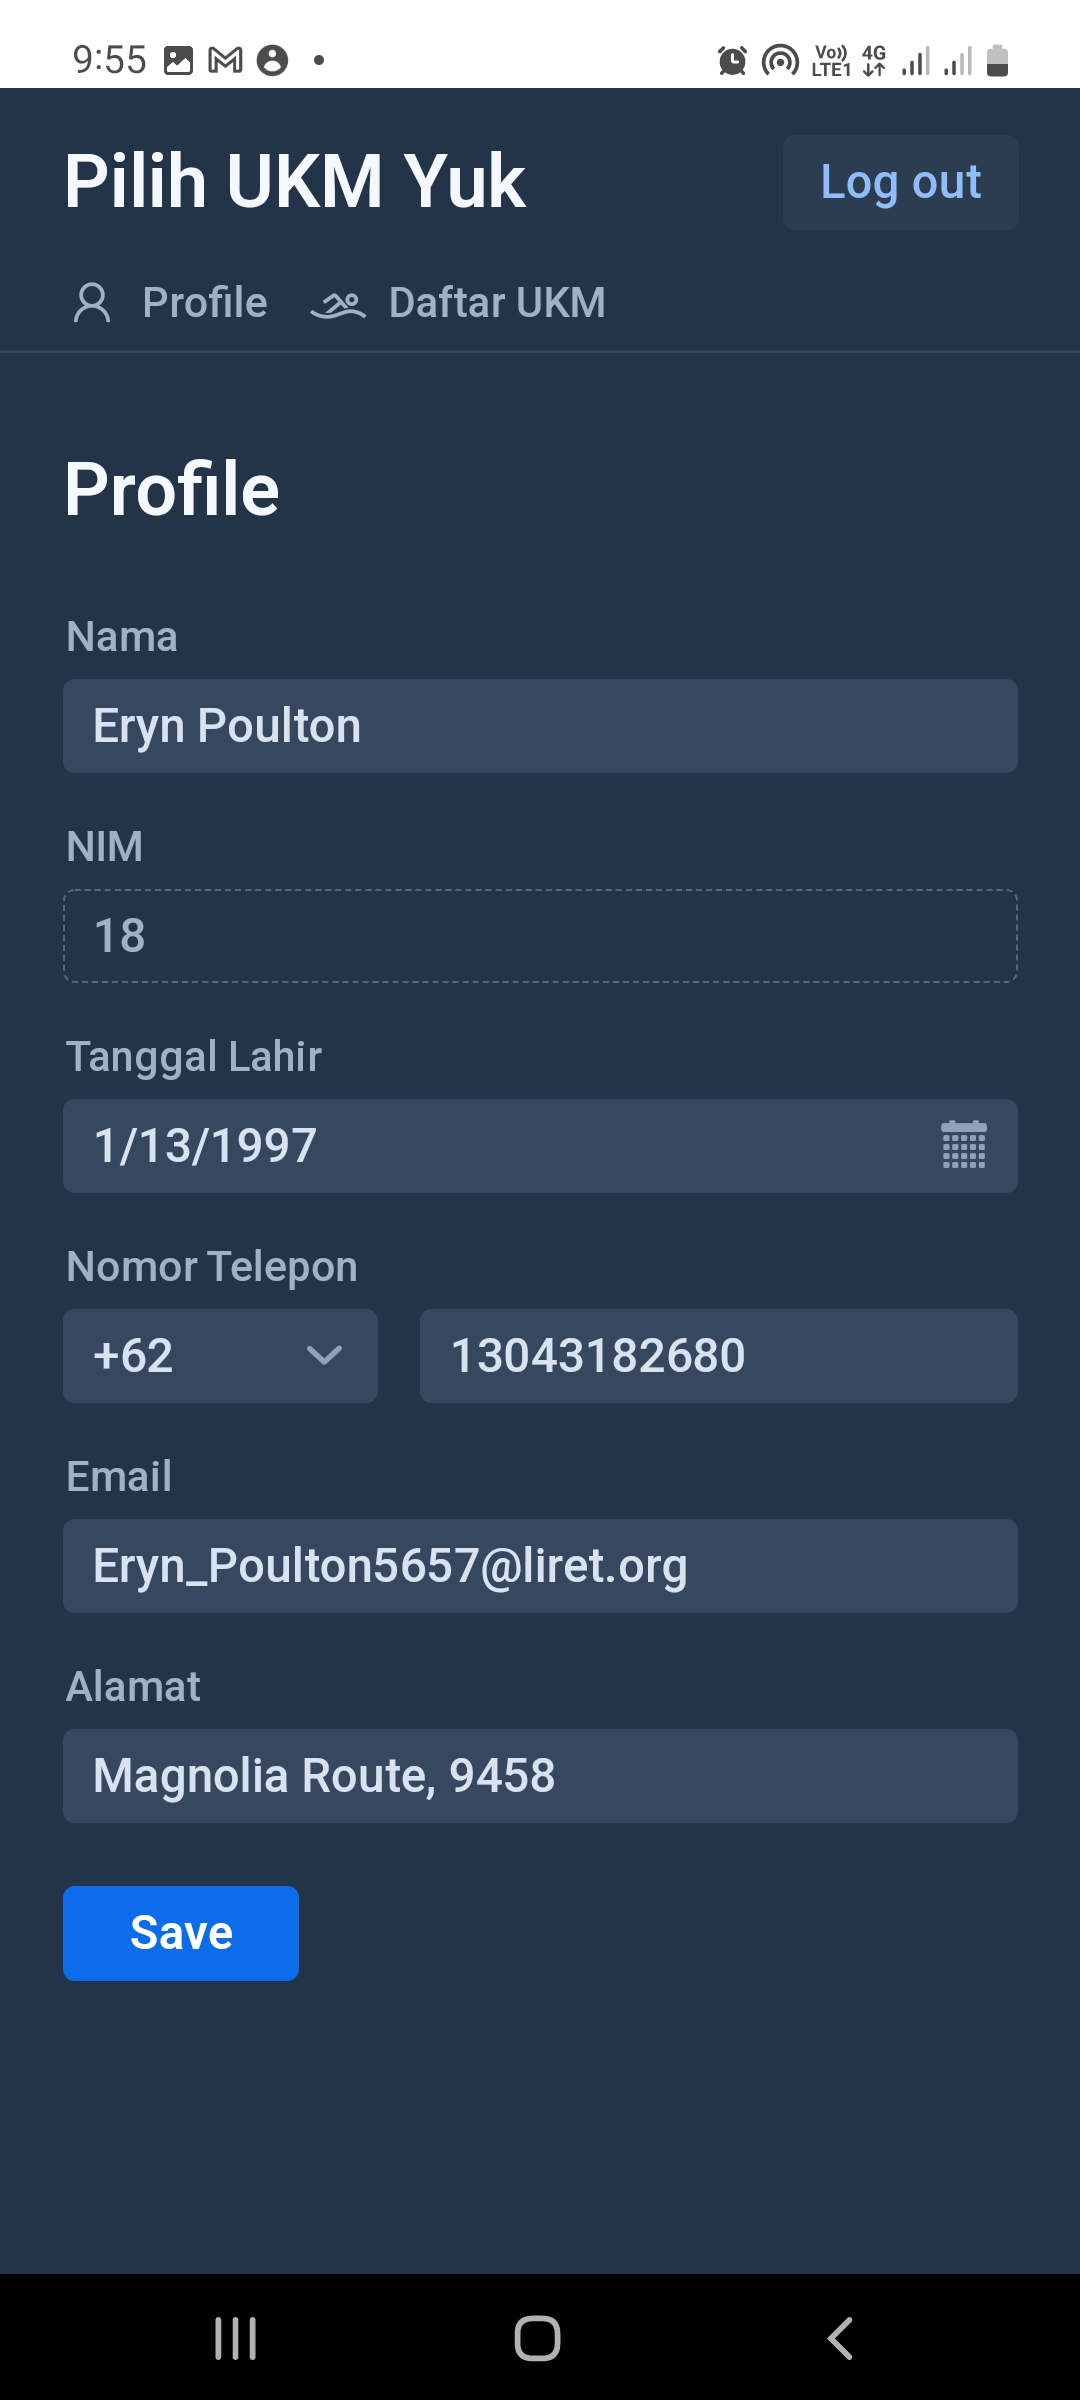 9:55
Vo)) LTE1 4G
Pilih UKM Yuk
Log out
Profile
Daftar UKM
Profile
Nama
Eryn Poulton
NIM
18
Tanggal Lahir
1/13/1997
Nomor Telepon
+62
13043182680
Email
Eryn_Poulton5657@liret.org
Alamat
Magnolia Route, 9458
Save